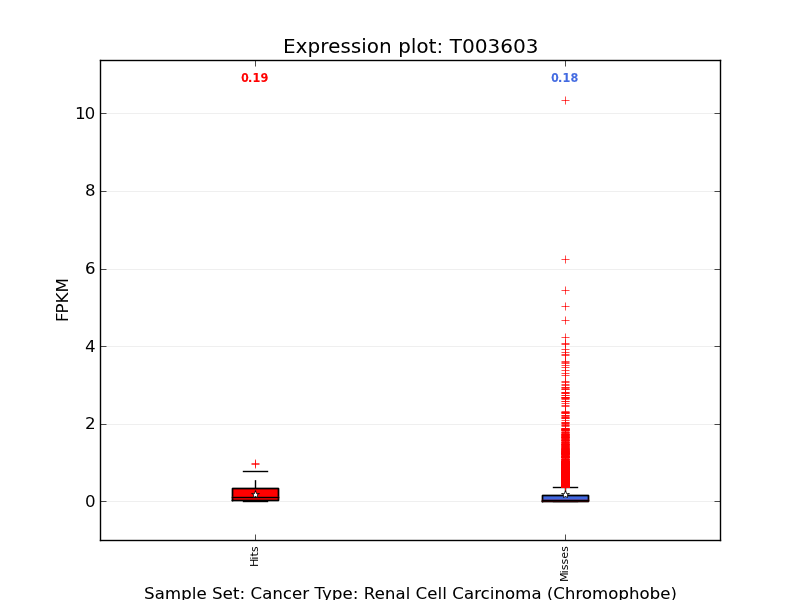 Expression plot: T003603
0.19 0.18
10
8
6
4
2
0
FPKM
Hits Misses
Sample Set: Cancer Type: Renal Cell Carcinoma (Chromophobe)